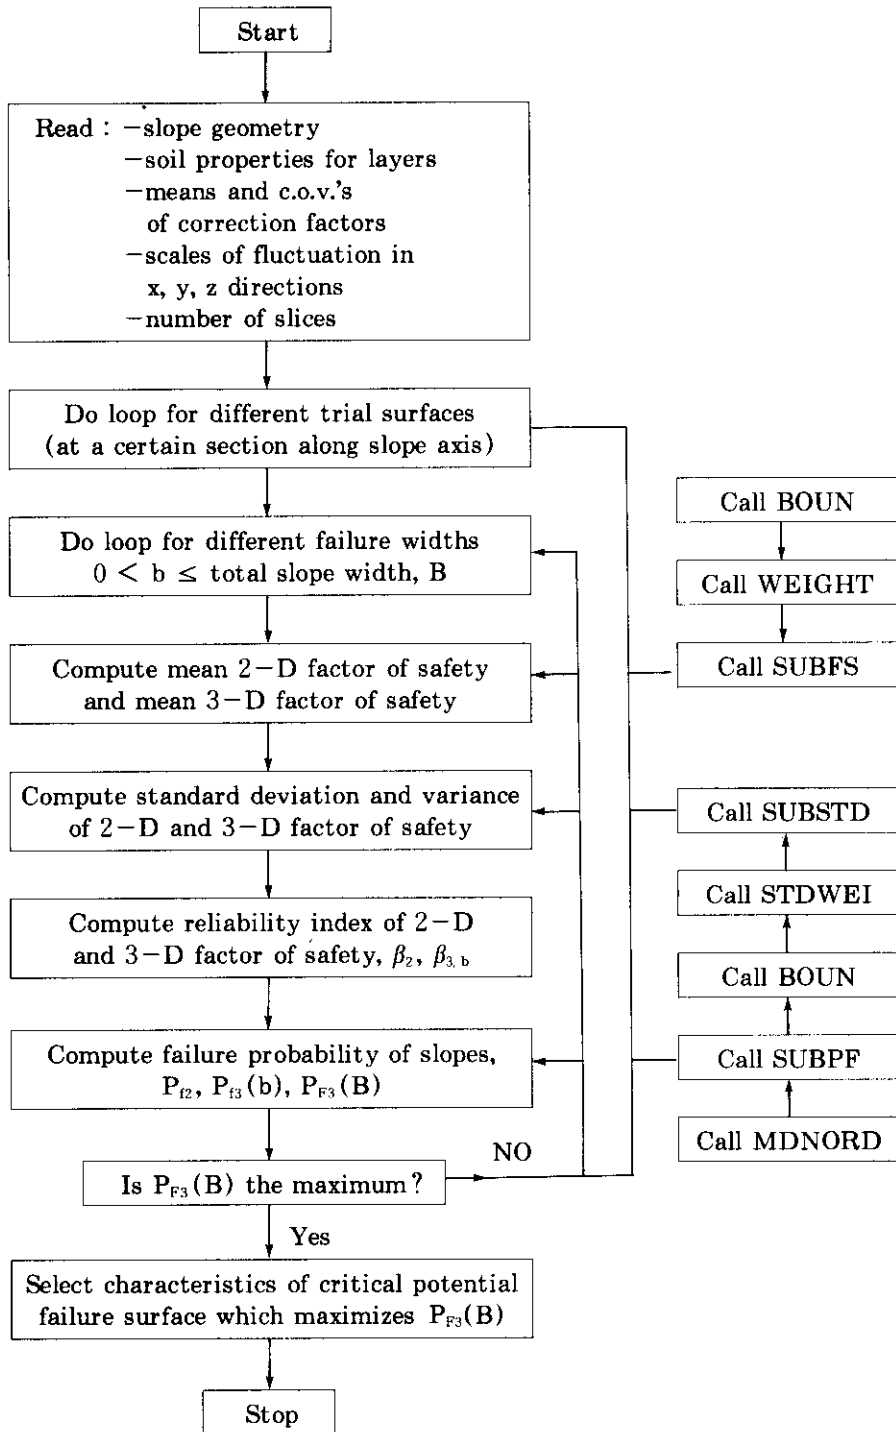 Start
Read : −slope geometry
−soil properties for layers
−means and c.o.v.'s
of correction factors
−scales of fluctuation in
x, y, z directions
−number of slices
Do loop for different trial surfaces
(at a certain section along slope axis)
Do loop for different failure widths
0 < b ≤ total slope width, B
Compute mean 2−D factor of safety
and mean 3−D factor of safety
Compute standard deviation and variance
of 2−D and 3−D factor of safety
Compute reliability index of 2−D
and 3−D factor of safety, β₂, β₃,b
Compute failure probability of slopes,
Pf2, Pf3(b), PF3(B)
Is PF3(B) the maximum?
NO
Yes
Select characteristics of critical potential
failure surface which maximizes PF3(B)
Stop
Call BOUN
Call WEIGHT
Call SUBFS
Call SUBSTD
Call STDWEI
Call BOUN
Call SUBPF
Call MDNORD